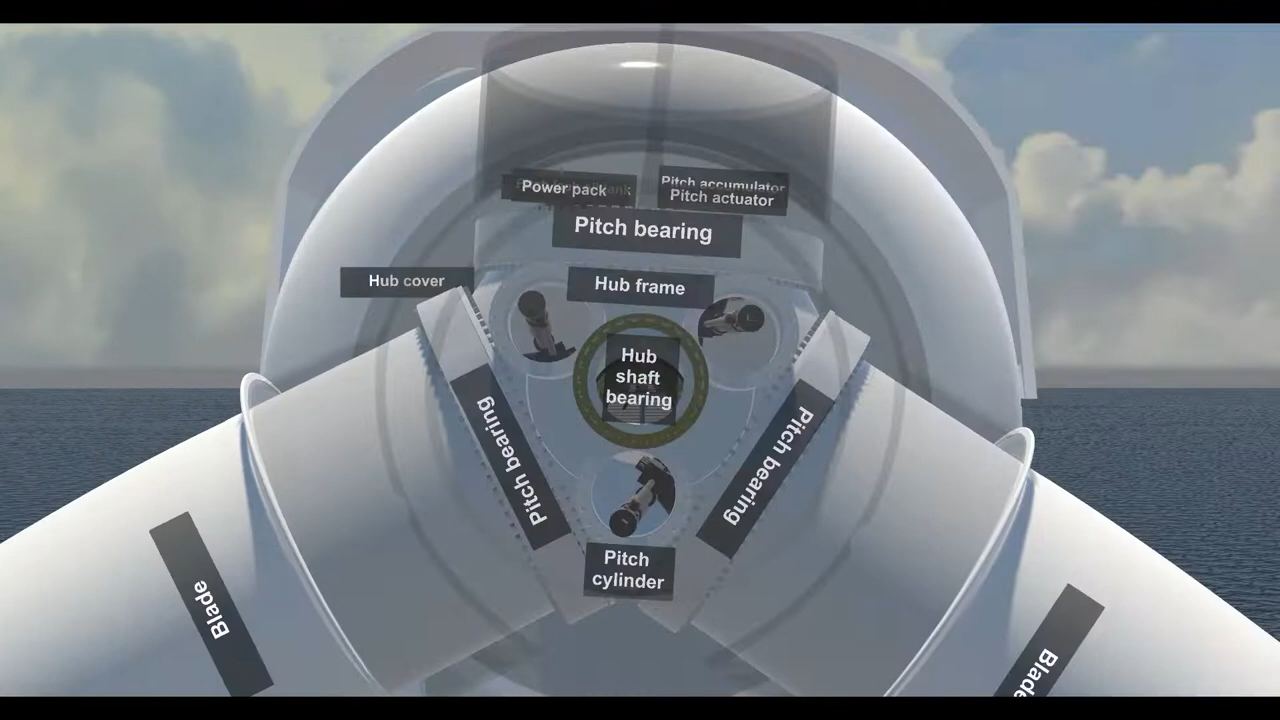 Power pack
Pitch accumulator
Pitch actuator
Pitch bearing
Hub cover
Hub frame
Hub
shaft
bearing
Pitch bearing
Pitch bearing
Pitch
cylinder
Blade
Blade